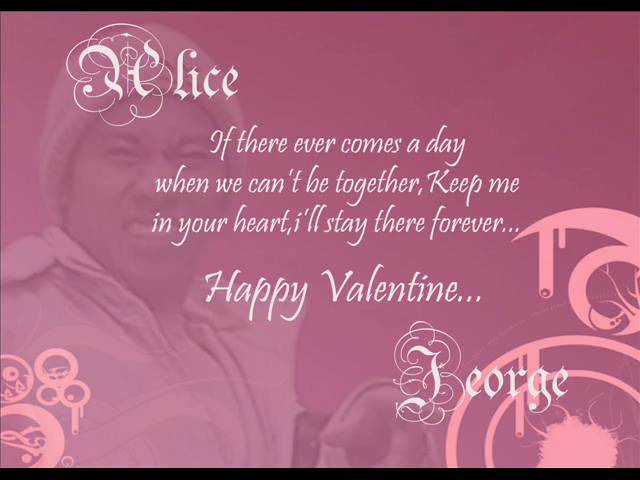 Alice
If there ever comes a day
when we can't be together,Keep me
in your heart,i'll stay there forever...
Happy Valentine...
George